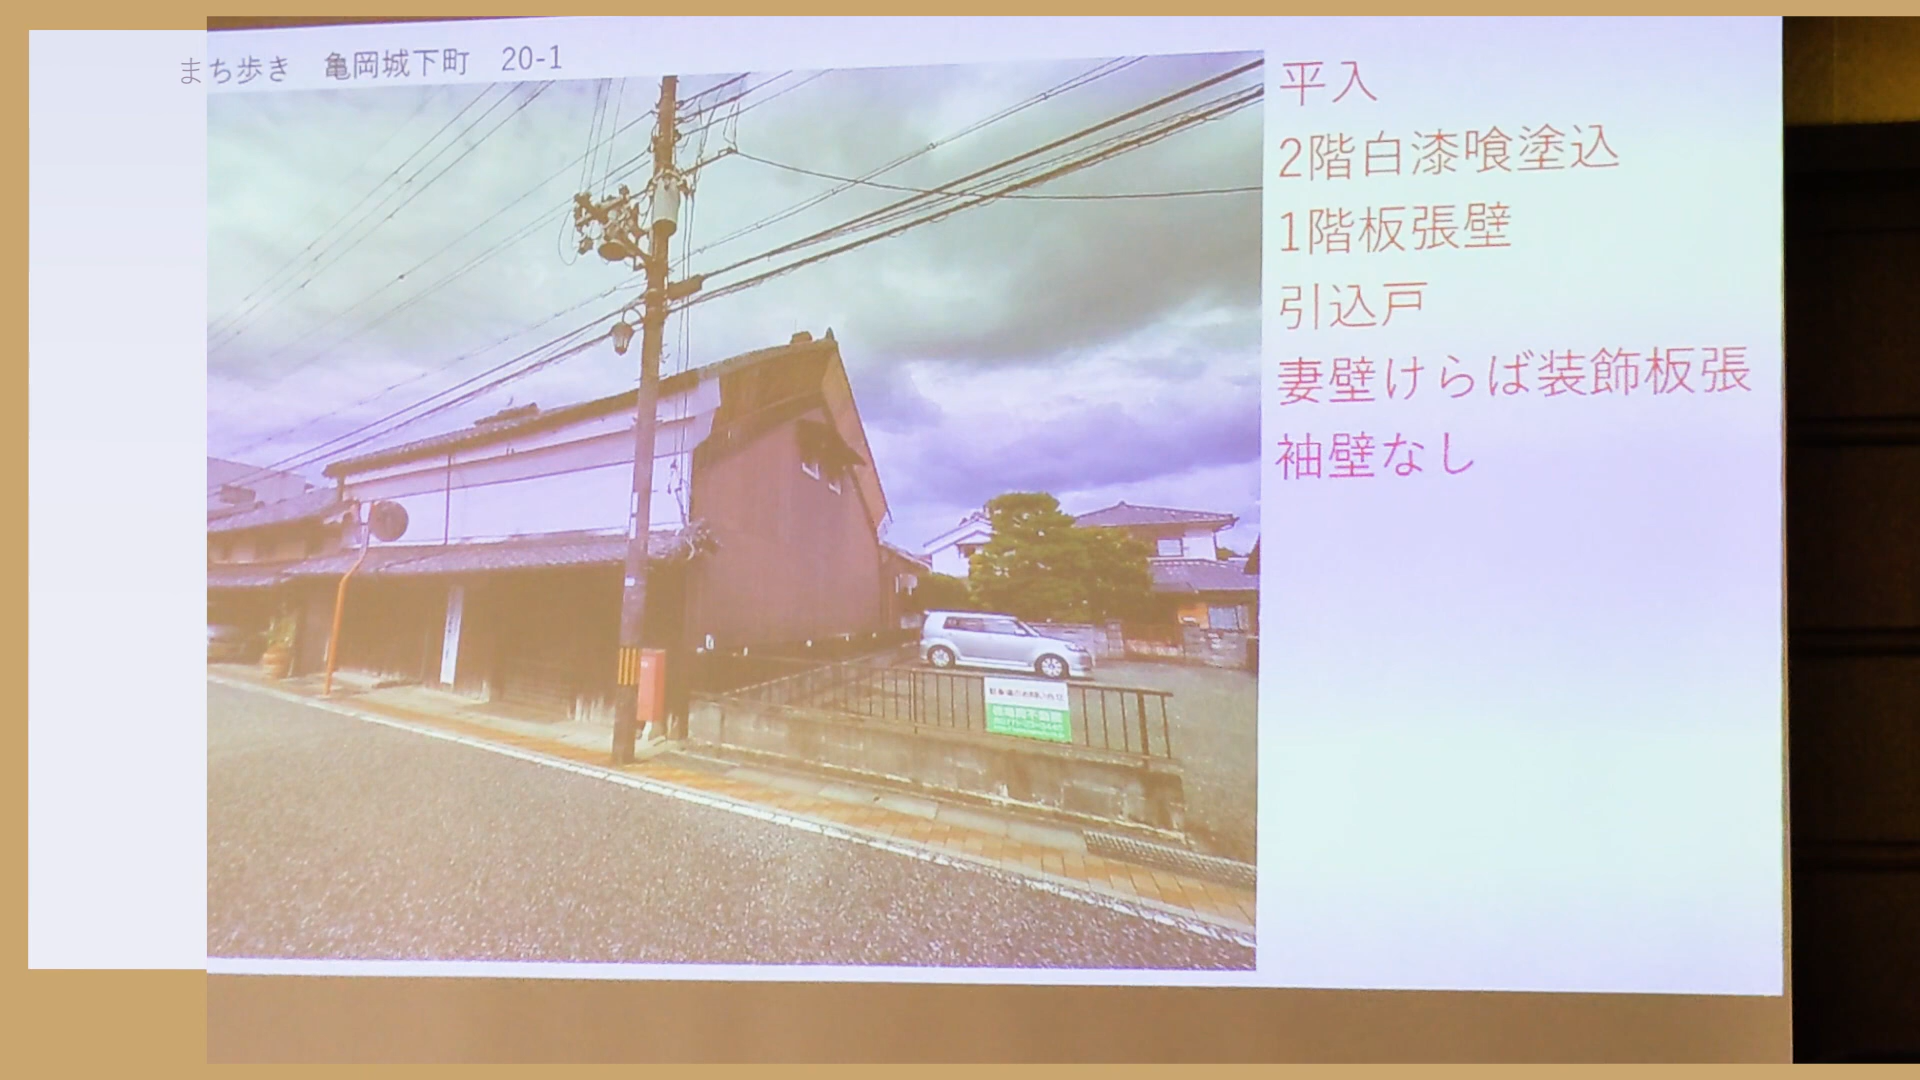 まち歩き 亀岡城下町 20-1
平入
2階白漆喰塗込
1階板張壁
引込戸
妻壁けらば装飾板張
袖壁なし